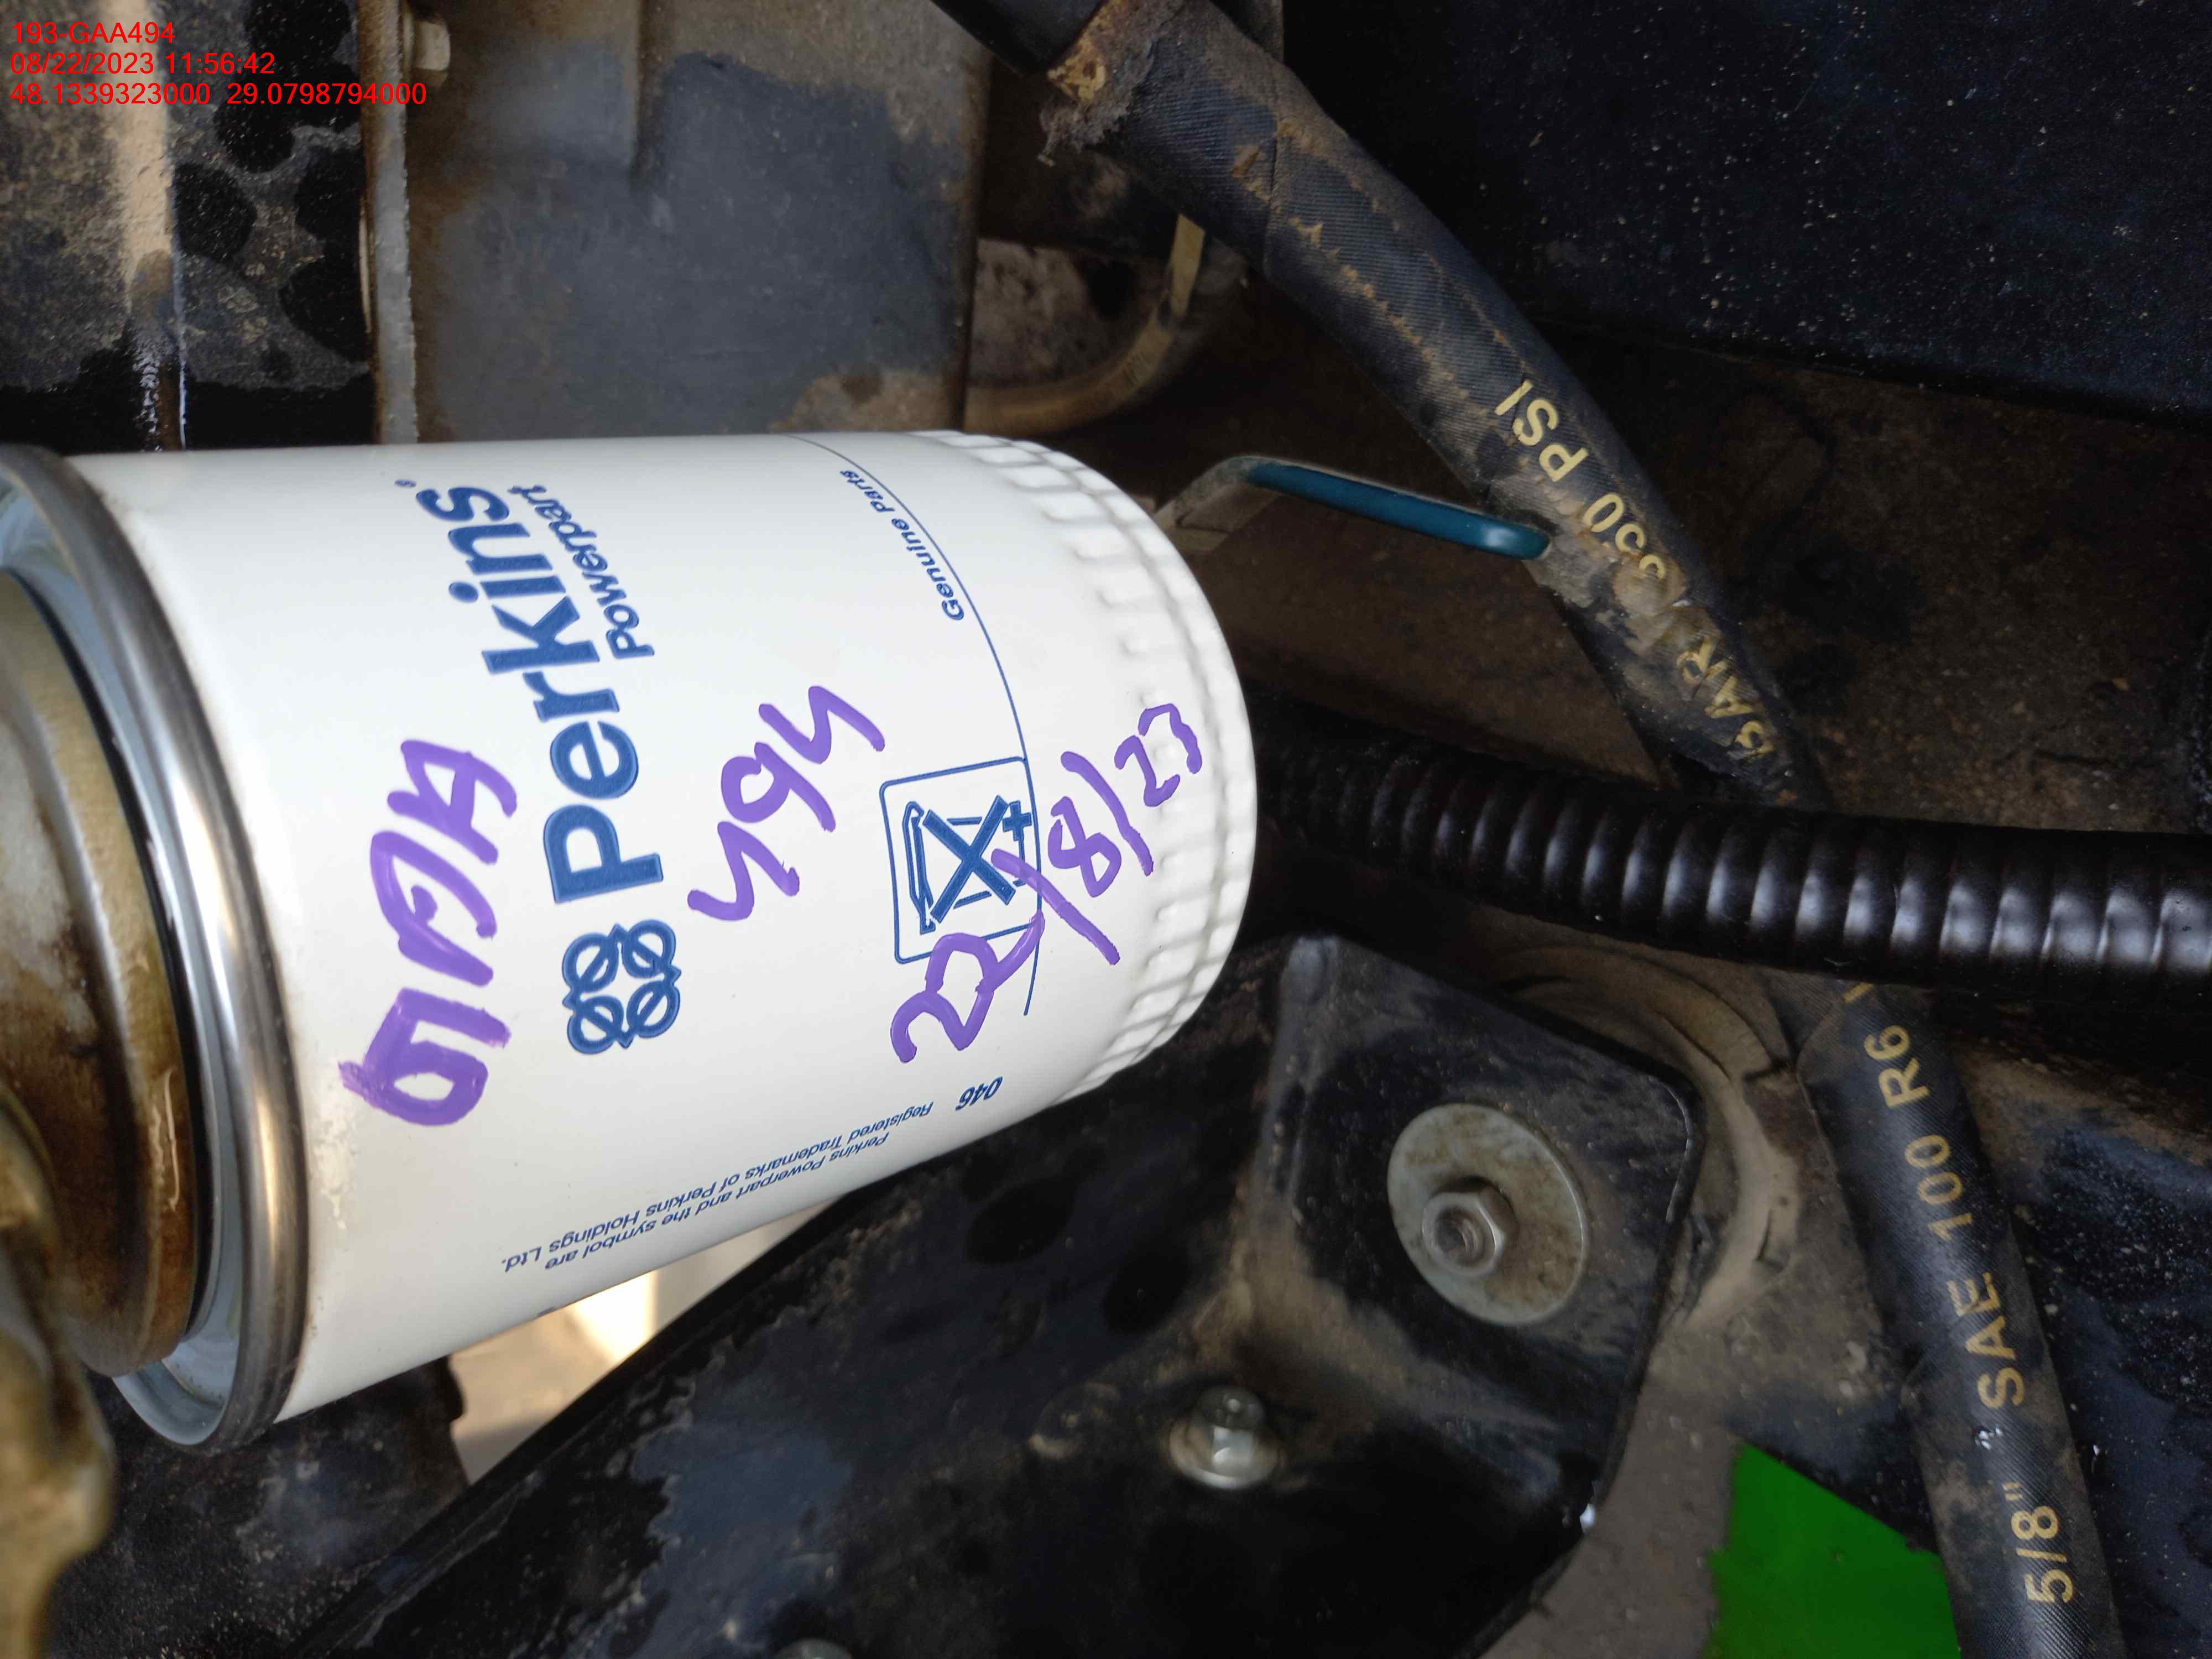 193-GAA494
08/22/2023 11:56:42
48.1339323000 29.0798794000
GAA
Perkins
Powerpart
494
Genuine Parts
22/8/23
046
Perkins Powerpart and the symbol are
Registered Trademarks of Perkins Holdings Ltd.
BAR / 350 PSI
5/8" SAE 100 R6